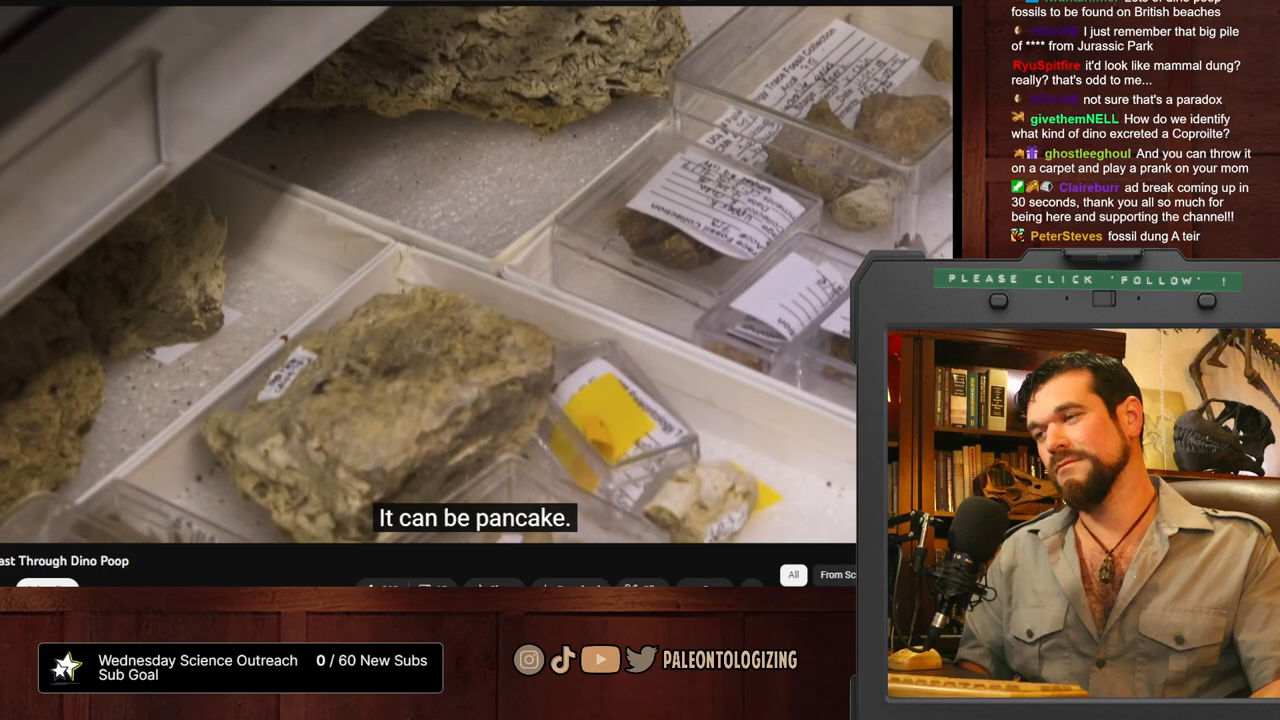 fossils to be found on British beaches
I just remember that big pile
of **** from Jurassic Park
RyuSpitfire it'd look like mammal dung?
really? that's odd to me...
not sure that's a paradox
givethemNELL How do we identify
what kind of dino excreted a Coproilte?
ghostleeghoul And you can throw it
on a carpet and play a prank on your mom
Claireburr ad break coming up in
30 seconds, thank you all so much for
being here and supporting the channel!!
PeterSteves fossil dung A teir
PLEASE CLICK "FOLLOW" !
Trace Fossil Collection
It can be pancake.
ast Through Dino Poop
All
From Sc
Wednesday Science Outreach 0 / 60 New Subs
Sub Goal
PALEONTOLOGIZING